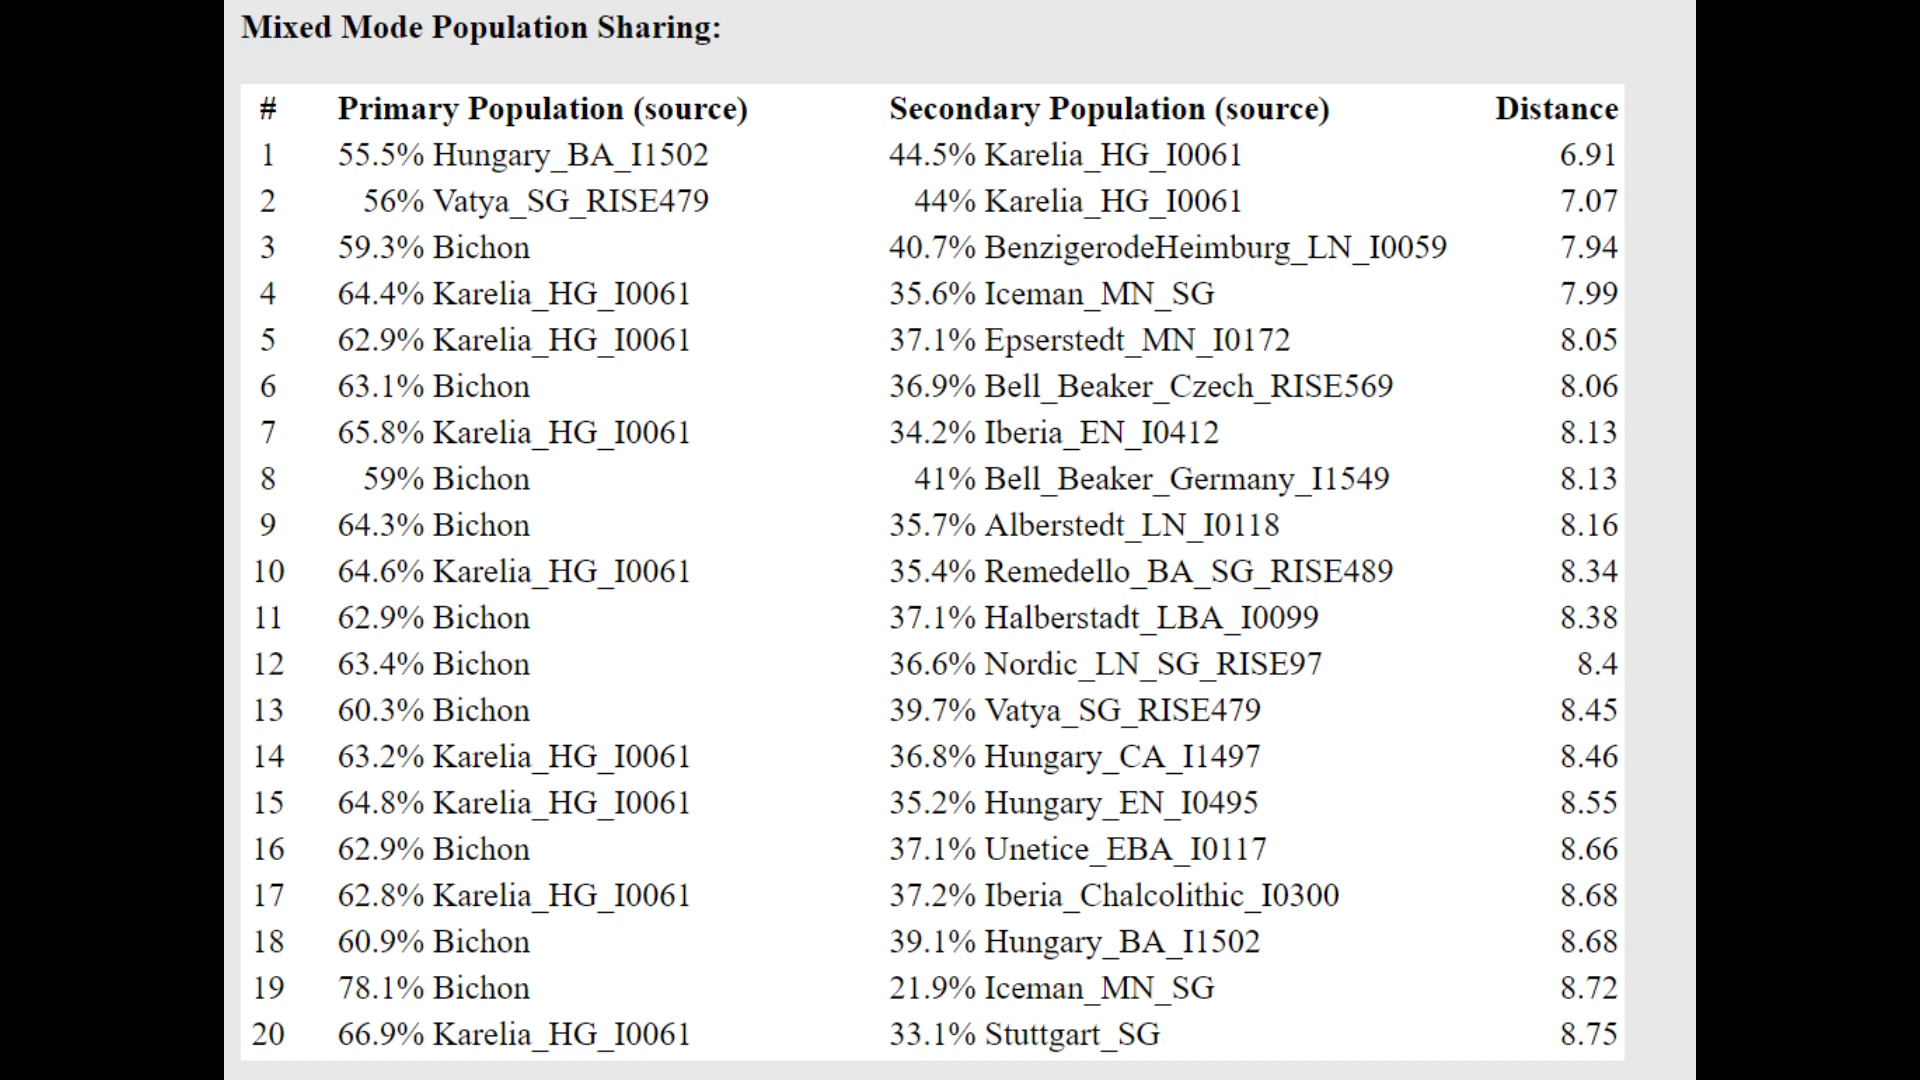 Mixed Mode Population Sharing:
# Primary Population (source) Secondary Population (source) Distance
1 55.5% Hungary_BA_I1502 44.5% Karelia_HG_I0061 6.91
2 56% Vatya_SG_RISE479 44% Karelia_HG_I0061 7.07
3 59.3% Bichon 40.7% BenzigerodeHeimburg_LN_I0059 7.94
4 64.4% Karelia_HG_I0061 35.6% Iceman_MN_SG 7.99
5 62.9% Karelia_HG_I0061 37.1% Epserstedt_MN_I0172 8.05
6 63.1% Bichon 36.9% Bell_Beaker_Czech_RISE569 8.06
7 65.8% Karelia_HG_I0061 34.2% Iberia_EN_I0412 8.13
8 59% Bichon 41% Bell_Beaker_Germany_I1549 8.13
9 64.3% Bichon 35.7% Alberstedt_LN_I0118 8.16
10 64.6% Karelia_HG_I0061 35.4% Remedello_BA_SG_RISE489 8.34
11 62.9% Bichon 37.1% Halberstadt_LBA_I0099 8.38
12 63.4% Bichon 36.6% Nordic_LN_SG_RISE97 8.4
13 60.3% Bichon 39.7% Vatya_SG_RISE479 8.45
14 63.2% Karelia_HG_I0061 36.8% Hungary_CA_I1497 8.46
15 64.8% Karelia_HG_I0061 35.2% Hungary_EN_I0495 8.55
16 62.9% Bichon 37.1% Unetice_EBA_I0117 8.66
17 62.8% Karelia_HG_I0061 37.2% Iberia_Chalcolithic_I0300 8.68
18 60.9% Bichon 39.1% Hungary_BA_I1502 8.68
19 78.1% Bichon 21.9% Iceman_MN_SG 8.72
20 66.9% Karelia_HG_I0061 33.1% Stuttgart_SG 8.75